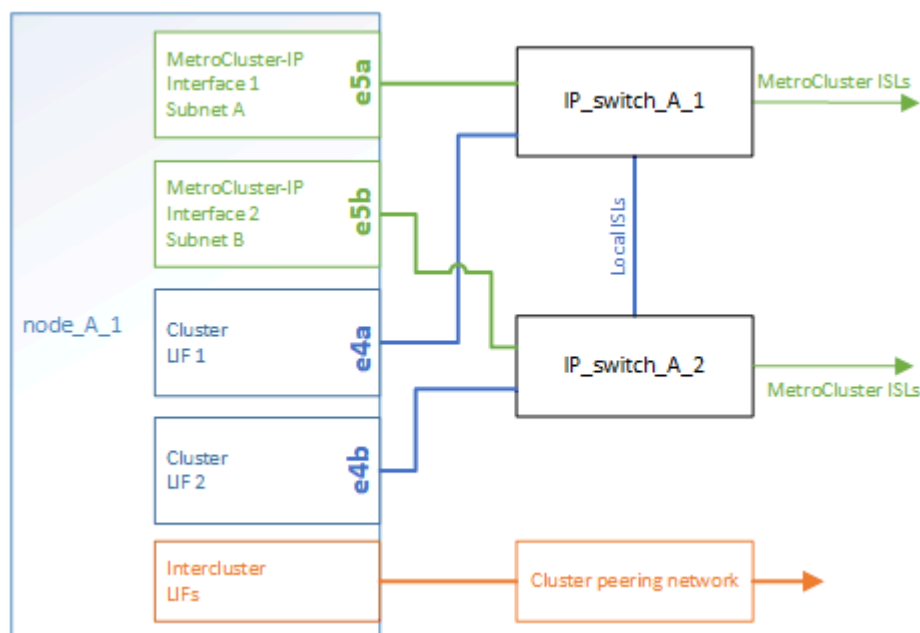 node_A_1
MetroCluster-IP
Interface 1
Subnet A
e5a
MetroCluster-IP
Interface 2
Subnet B
e5b
Cluster
LIF 1
e4a
Cluster
LIF 2
e4b
Intercluster
LIFs
IP_switch_A_1
MetroCluster ISLs
Local ISLs
IP_switch_A_2
MetroCluster ISLs
Cluster peering network